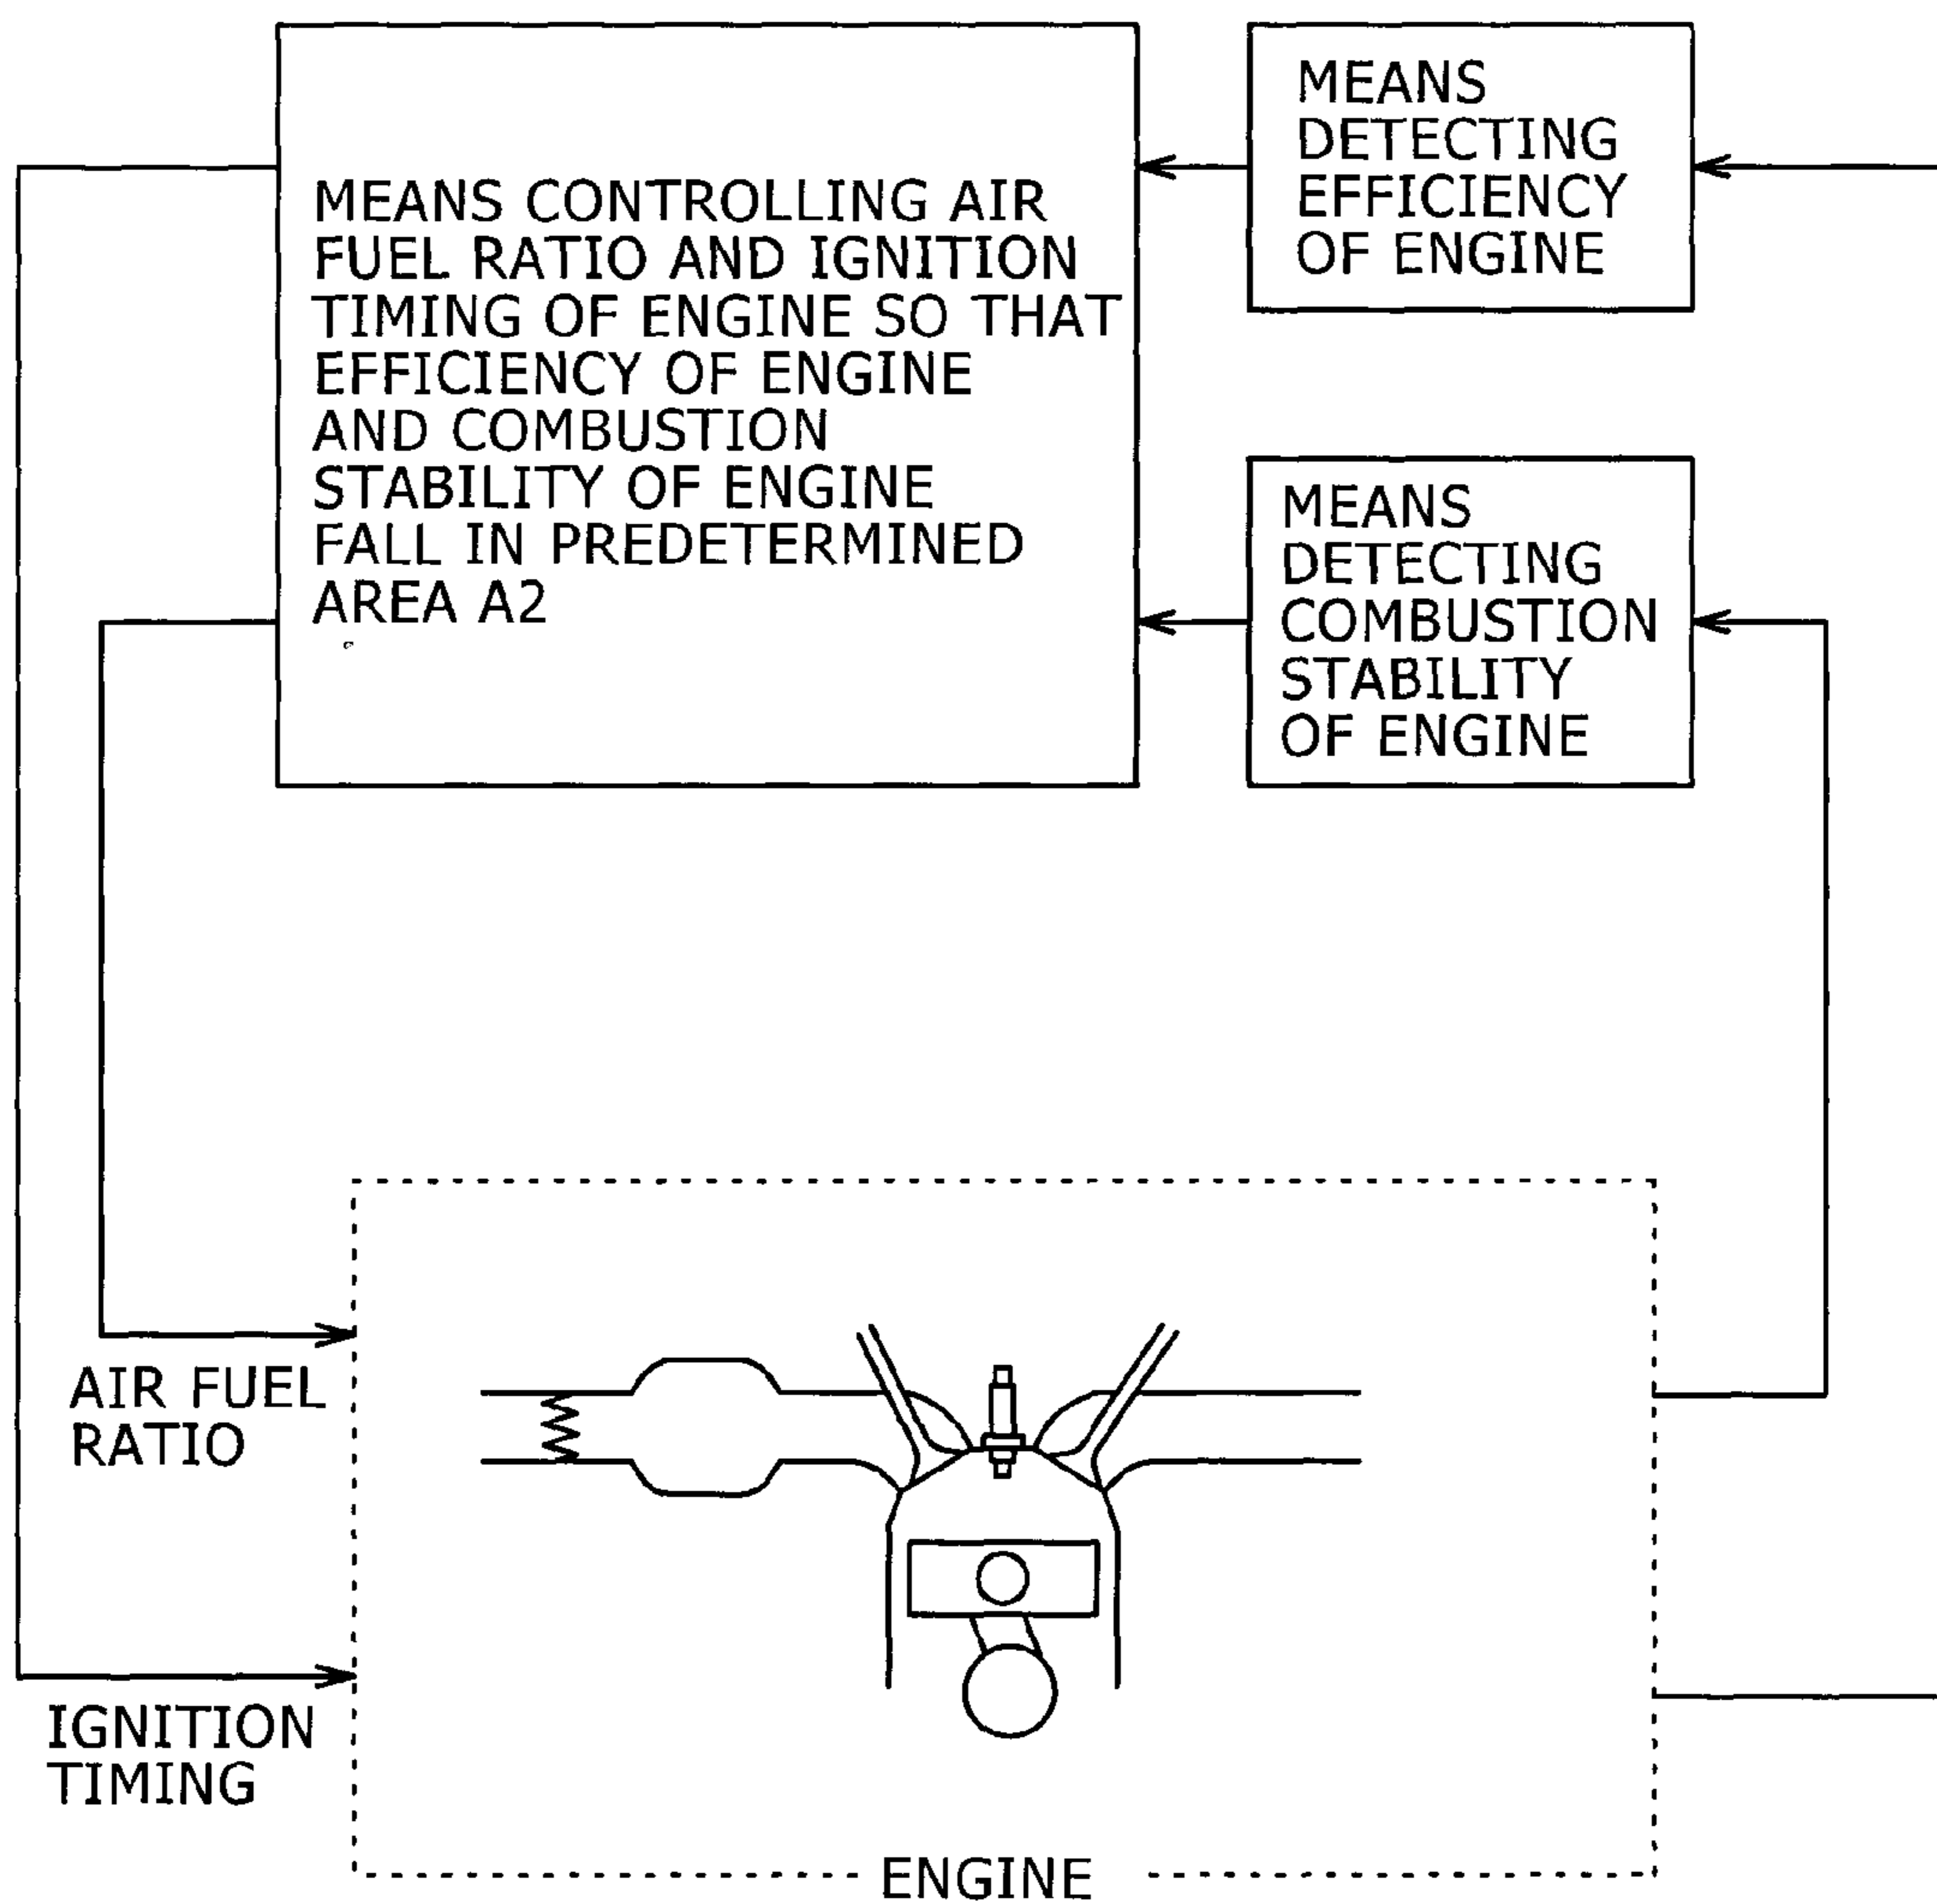 MEANS CONTROLLING AIR
FUEL RATIO AND IGNITION
TIMING OF ENGINE SO THAT
EFFICIENCY OF ENGINE
AND COMBUSTION
STABILITY OF ENGINE
FALL IN PREDETERMINED
AREA A2
MEANS
DETECTING
EFFICIENCY
OF ENGINE
MEANS
DETECTING
COMBUSTION
STABILITY
OF ENGINE
AIR FUEL
RATIO
IGNITION
TIMING
ENGINE